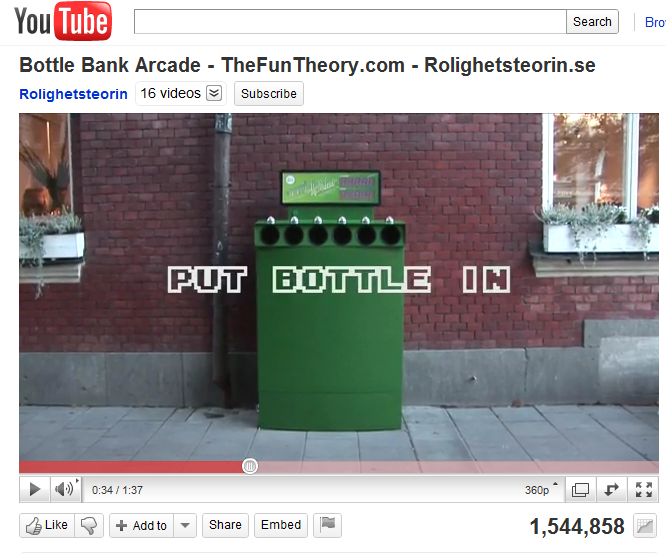 YouTube
Search
Bro
Bottle Bank Arcade - TheFunTheory.com - Rolighetsteorin.se
Rolighetsteorin
16 videos
Subscribe
PUT BOTTLE IN
0:34 / 1:37
360p
Like
Add to
Share
Embed
1,544,858